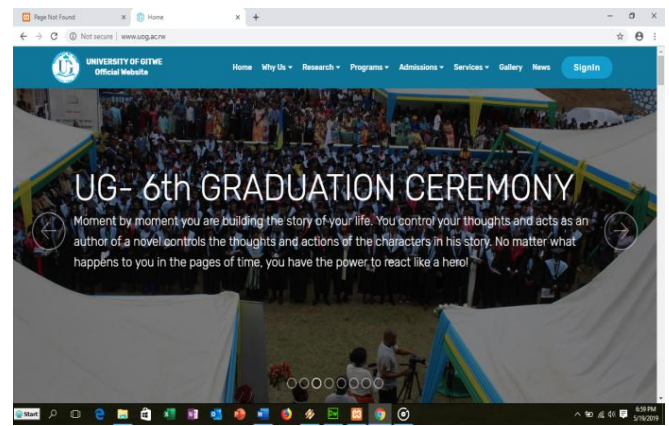 Page Not Found
Home
Not secure | www.uog.ac.rw
UNIVERSITY OF GITWE
Official Website
UG
Home Why Us Research Programs Admissions Services Gallery News SignIn
UG- 6th GRADUATION CEREMONY
Moment by moment you are building the story of your life. You control your thoughts and acts as an
author of a novel controls the thoughts and actions of the characters in his story. No matter what
happens to you in the pages of time, you have the power to react like a hero!
Start
Dw
6:59 PM
5/19/2019